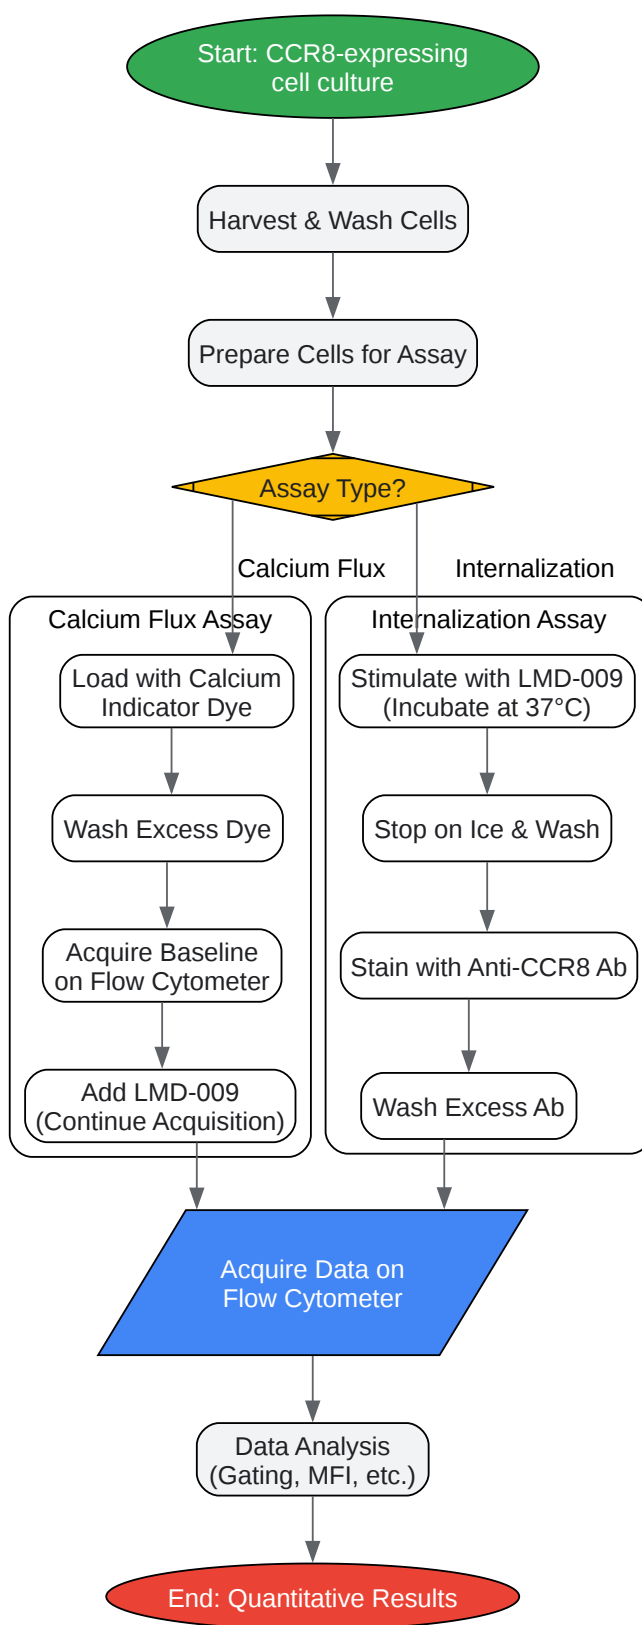 Start: CCR8-expressing
cell culture
Harvest & Wash Cells
Prepare Cells for Assay
Assay Type?
Calcium Flux
Internalization
Calcium Flux Assay
Load with Calcium
Indicator Dye
Wash Excess Dye
Acquire Baseline
on Flow Cytometer
Add LMD-009
(Continue Acquisition)
Internalization Assay
Stimulate with LMD-009
(Incubate at 37°C)
Stop on Ice & Wash
Stain with Anti-CCR8 Ab
Wash Excess Ab
Acquire Data on
Flow Cytometer
Data Analysis
(Gating, MFI, etc.)
End: Quantitative Results